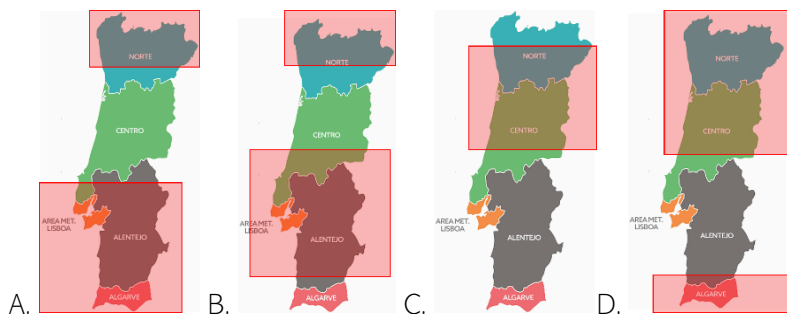 NORTE
CENTRO
AREA MET.
LISBOA
ALENTEJO
ALGARVE
A.
NORTE
CENTRO
AREA MET.
LISBOA
ALENTEJO
ALGARVE
B.
NORTE
CENTRO
AREA MET.
LISBOA
ALENTEJO
ALGARVE
C.
NORTE
CENTRO
AREA MET.
LISBOA
ALENTEJO
ALGARVE
D.